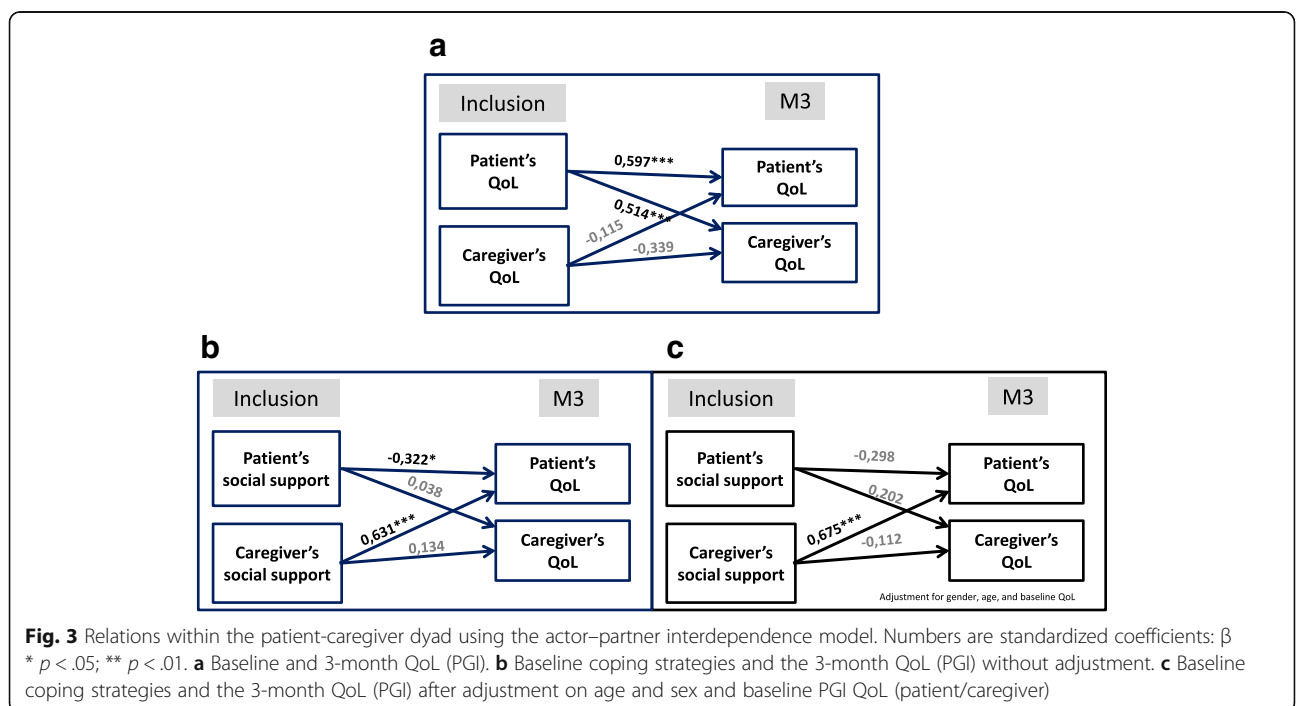 a
Inclusion
M3
Patient's
QoL
0,597***
Patient's
QoL
0,514***
-0,115
Caregiver's
QoL
-0,339
Caregiver's
QoL
b
Inclusion
M3
Patient's
social support
-0,322*
Patient's
QoL
0,038
0,631***
Caregiver's
social support
0,134
Caregiver's
QoL
c
Inclusion
M3
Patient's
social support
-0,298
Patient's
QoL
0,202
0,675***
Caregiver's
social support
-0,112
Caregiver's
QoL
Adjustment for gender, age, and baseline QoL
Fig. 3 Relations within the patient-caregiver dyad using the actor–partner interdependence model. Numbers are standardized coefficients: β
* p < .05; ** p < .01. a Baseline and 3-month QoL (PGI). b Baseline coping strategies and the 3-month QoL (PGI) without adjustment. c Baseline
coping strategies and the 3-month QoL (PGI) after adjustment on age and sex and baseline PGI QoL (patient/caregiver)